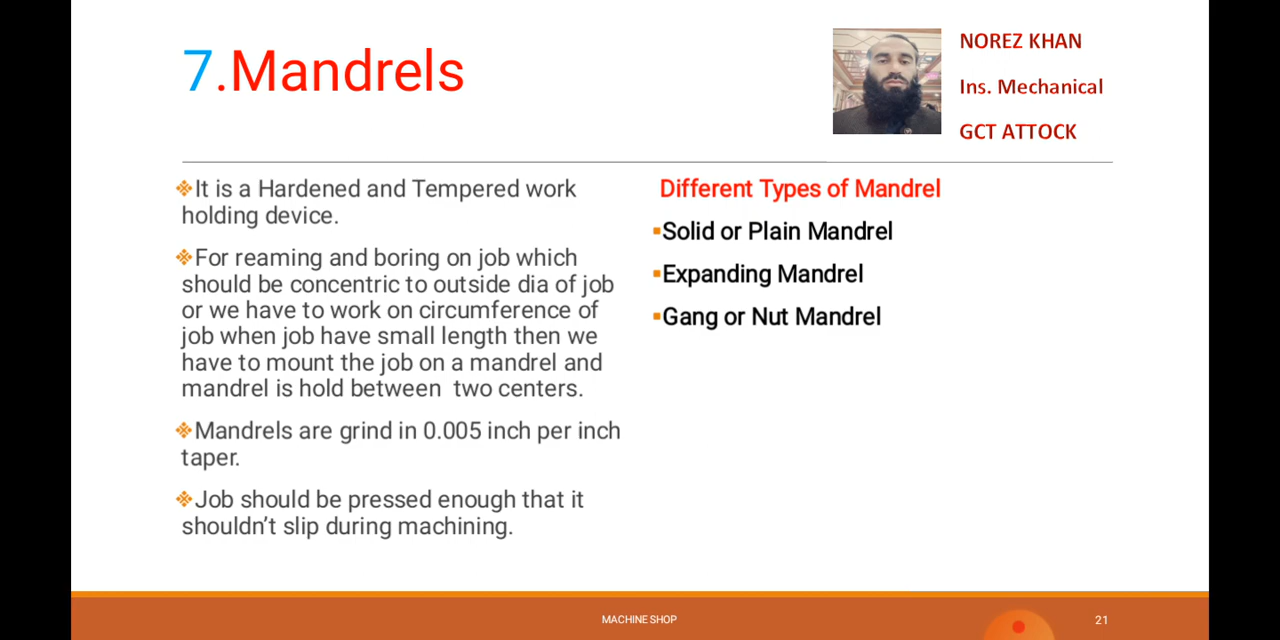 7.Mandrels
NOREZ KHAN
Ins. Mechanical
GCT ATTOCK
It is a Hardened and Tempered work
holding device.
For reaming and boring on job which
should be concentric to outside dia of job
or we have to work on circumference of
job when job have small length then we
have to mount the job on a mandrel and
mandrel is hold between two centers.
Mandrels are grind in 0.005 inch per inch
taper.
Job should be pressed enough that it
shouldn’t slip during machining.
Different Types of Mandrel
Solid or Plain Mandrel
Expanding Mandrel
Gang or Nut Mandrel
MACHINE SHOP
21